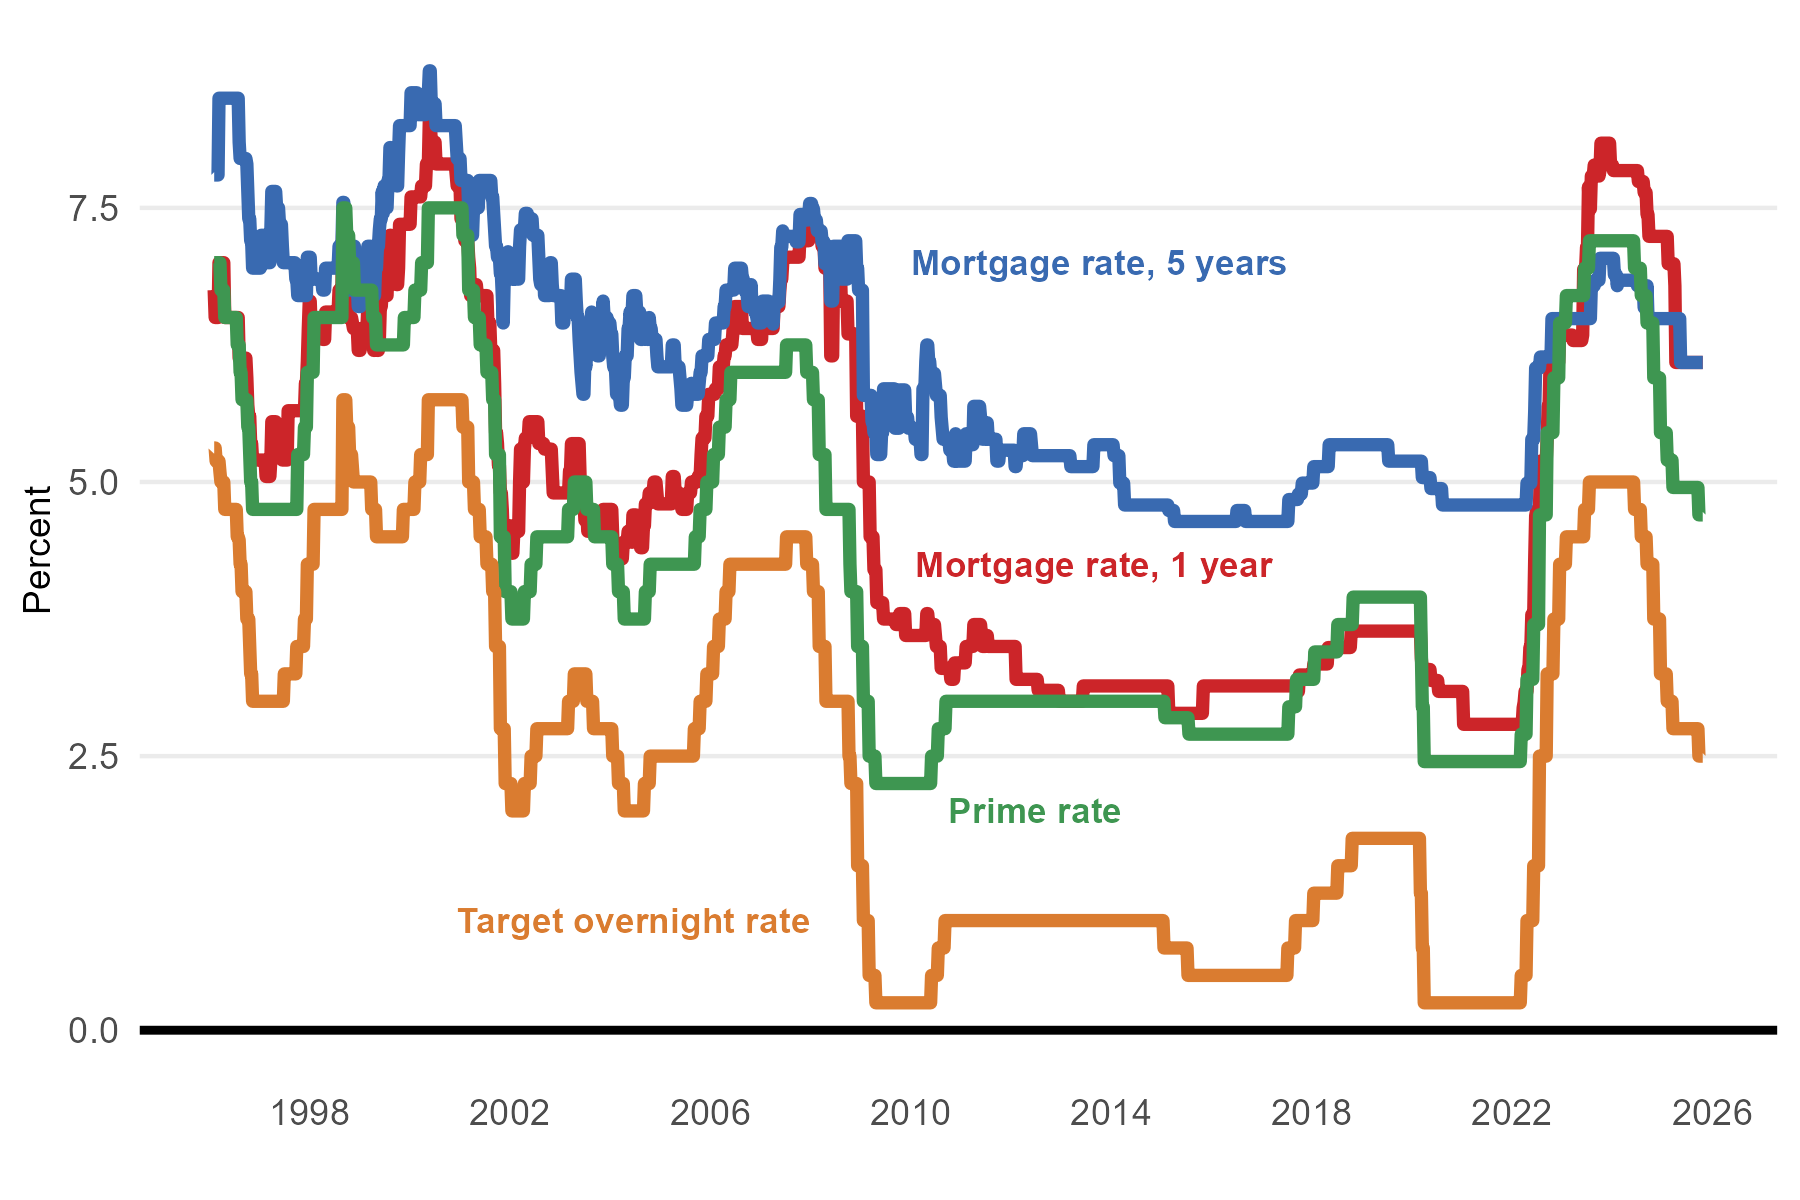 7.5
5.0
2.5
0.0
Percent
Mortgage rate, 5 years
Mortgage rate, 1 year
Prime rate
Target overnight rate
1998 2002 2006 2010 2014 2018 2022 2026